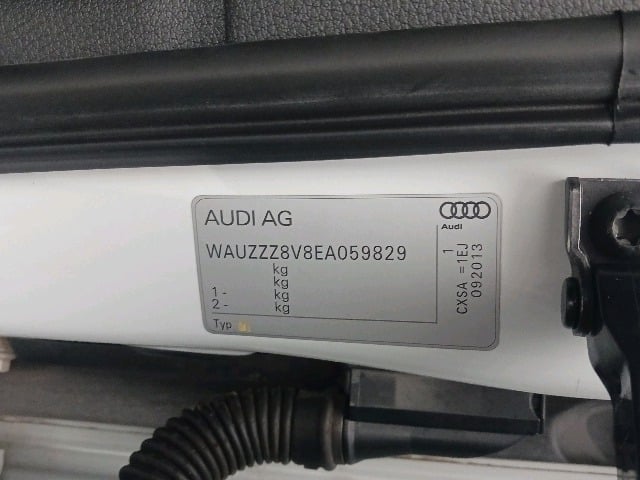 AUDI AG
Audi
WAUZZZ8V8EA059829
kg
kg
1 - kg
2 - kg
Typ
CXSA =1EJ 1
092013